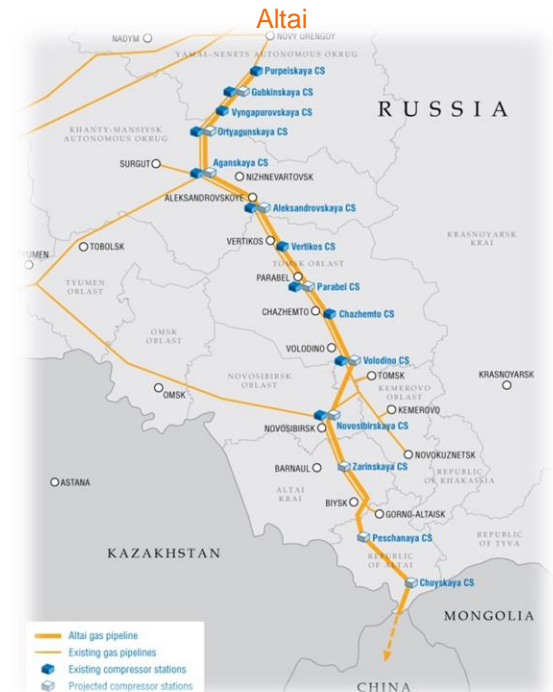 Altai
NADYM
NOVY URENGOY
YAMAL-NENETS AUTONOMOUS OKRUG
Purpeiskaya CS
Gubkinskaya CS
Vyngapurovskaya CS
RUSSIA
KHANTY-MANSIYSK
AUTONOMOUS OKRUG
Ortyagunskaya CS
SURGUT
Aganskaya CS
NIZHNEVARTOVSK
ALEKSANDROVSKOYE
Aleksandrovskaya CS
KRASNOYARSK
KRAI
VERTIKOS
Vertikos CS
TOBOLSK
TYUMEN
TOMSK OBLAST
PARABEL
Parabel CS
TYUMEN
OBLAST
CHAZHEMTO
Chazhemto CS
OMSK
OBLAST
VOLODINO
Volodino CS
NOVOSIBIRSK
OBLAST
TOMSK
KEMEROVO
OBLAST
KRASNOYARSK
OMSK
KEMEROVO
Novosibirskaya CS
NOVOSIBIRSK
NOVOKUZNETSK
BARNAUL
Zarinskaya CS
REPUBLIC
OF KHAKASSIA
ASTANA
ALTAI
KRAI
BIYSK
GORNO-ALTAISK
Peschanaya CS
REPUBLIC
OF TYVA
KAZAKHSTAN
REPUBLIC
OF ALTAI
Chuyskaya CS
MONGOLIA
Altai gas pipeline
Existing gas pipelines
Existing compressor stations
Projected compressor stations
CHINA